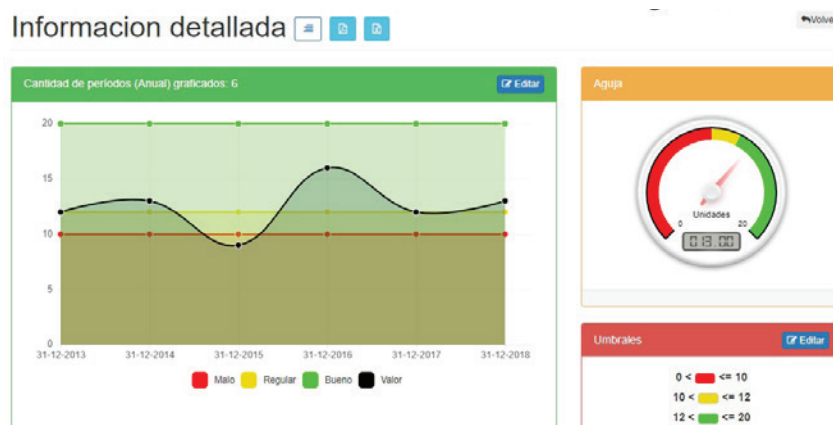 Informacion detallada
Volve
Cantidad de periodos (Anual) graficados: 6
Editar
20
15
10
5
0
31-12-2013 31-12-2014 31-12-2015 31-12-2016 31-12-2017 31-12-2018
Malo Regular Bueno Valor
Aguja
Unidades
0 20
013.00
Umbrales
Editar
0 < <= 10
10 < <= 12
12 < <= 20